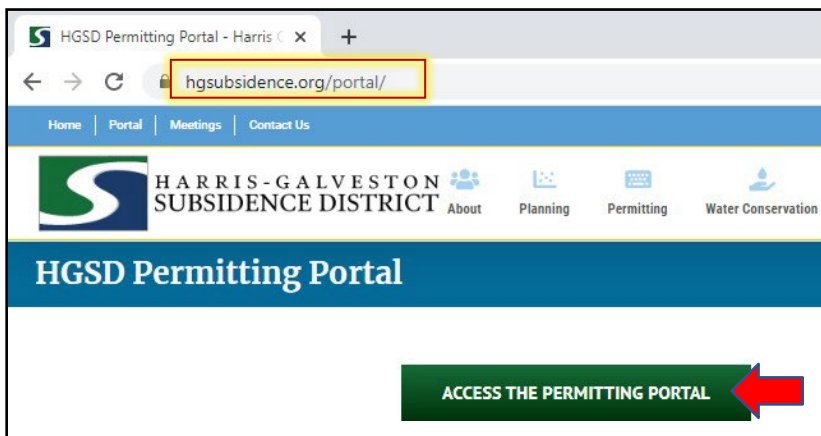 HGSD Permitting Portal - Harris
hgsubsidence.org/portal/
Home Portal Meetings Contact Us
HARRIS-GALVESTON
SUBSIDENCE DISTRICT
About Planning Permitting Water Conservation
HGSD Permitting Portal
ACCESS THE PERMITTING PORTAL